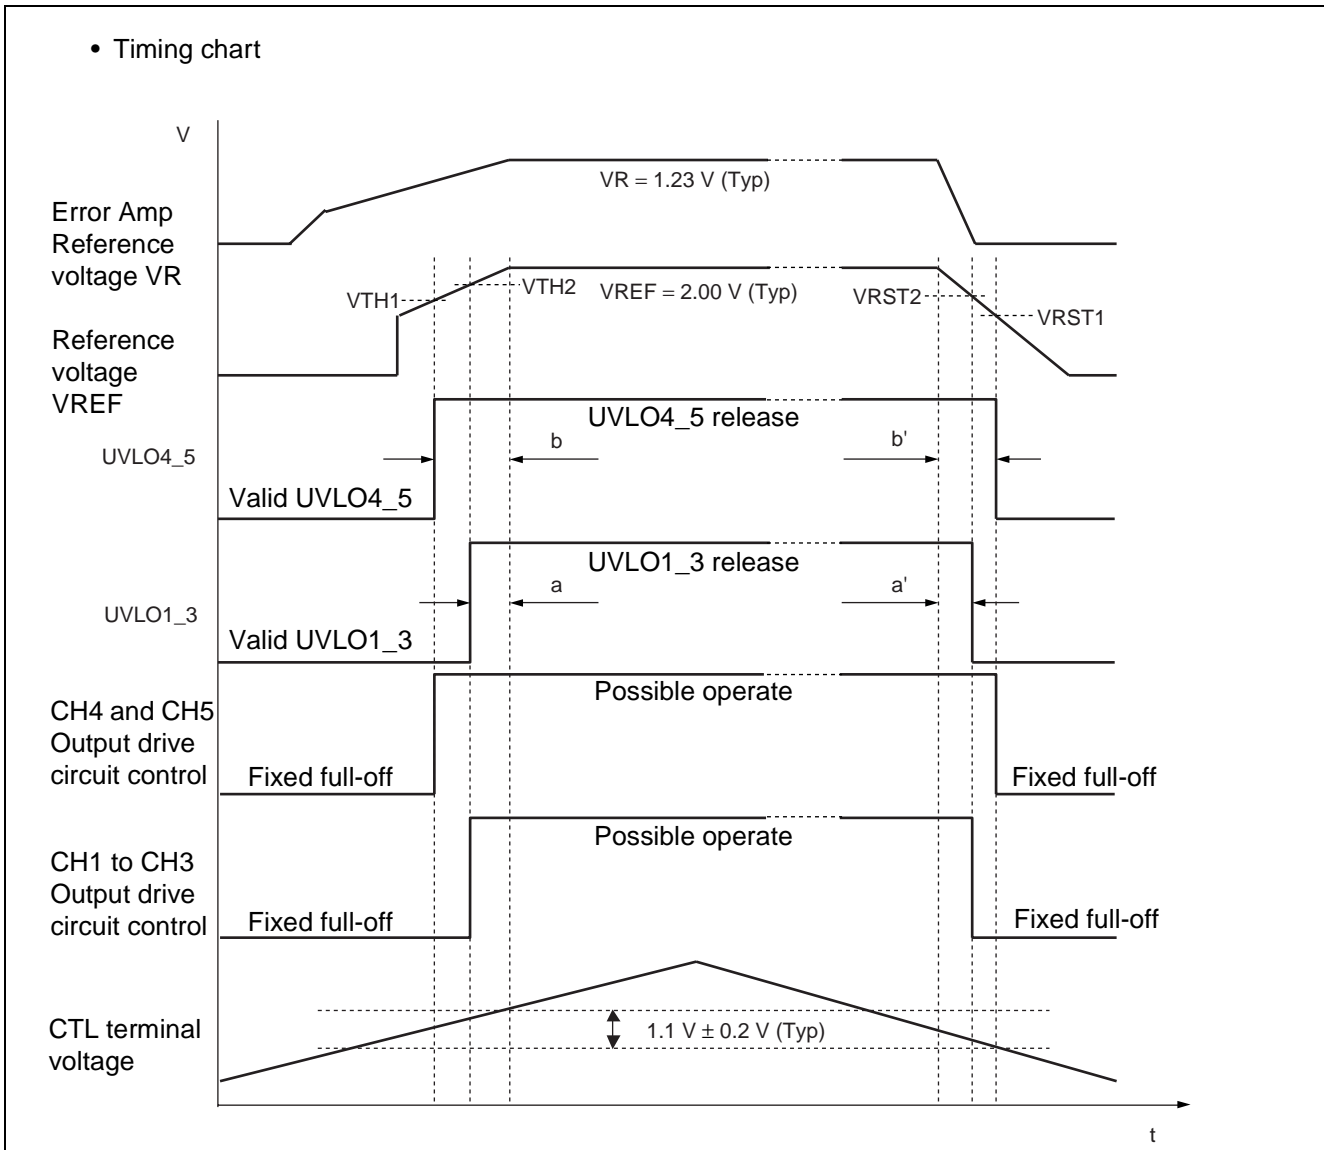 • Timing chart
V
VR = 1.23 V (Typ)
Error Amp
Reference
voltage VR
VTH1
VTH2
VREF = 2.00 V (Typ)
VRST2
VRST1
Reference
voltage
VREF
UVLO4_5 release
b
b'
UVLO4_5
Valid UVLO4_5
UVLO1_3 release
a
a'
UVLO1_3
Valid UVLO1_3
Possible operate
CH4 and CH5
Output drive
circuit control
Fixed full-off
Fixed full-off
Possible operate
CH1 to CH3
Output drive
circuit control
Fixed full-off
Fixed full-off
CTL terminal
voltage
1.1 V ± 0.2 V (Typ)
t